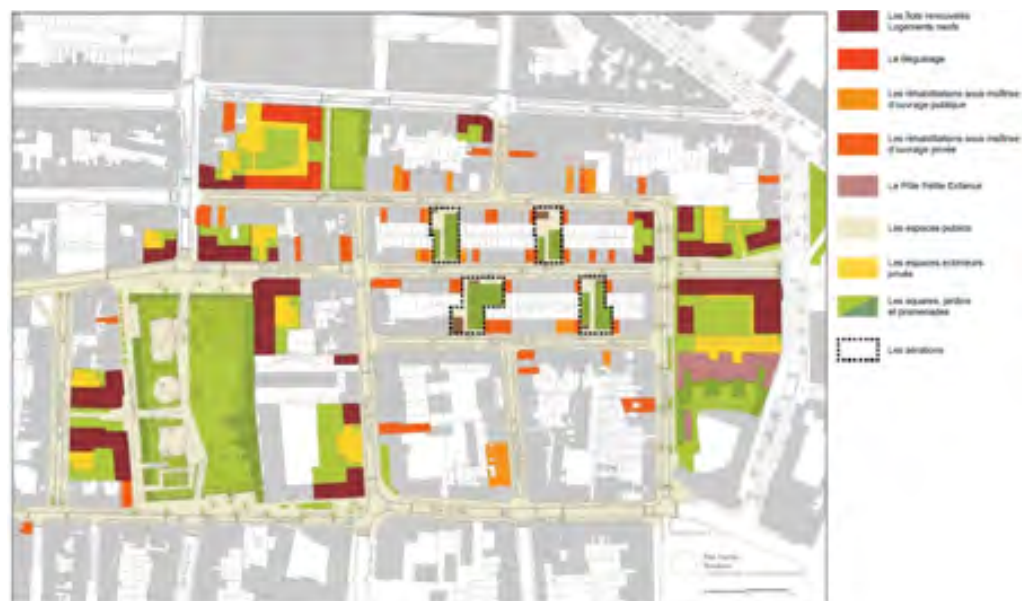 Les îlots renouvelés
Logements neufs
Le Béguinage
Les réhabilitations sous maîtrise
d'ouvrage publique
Les réhabilitations sous maîtrise
d'ouvrage privée
Le Pôle Petite Enfance
Les espaces publics
Les espaces extérieurs
privés
Les squares, jardins
et promenades
Les aérations